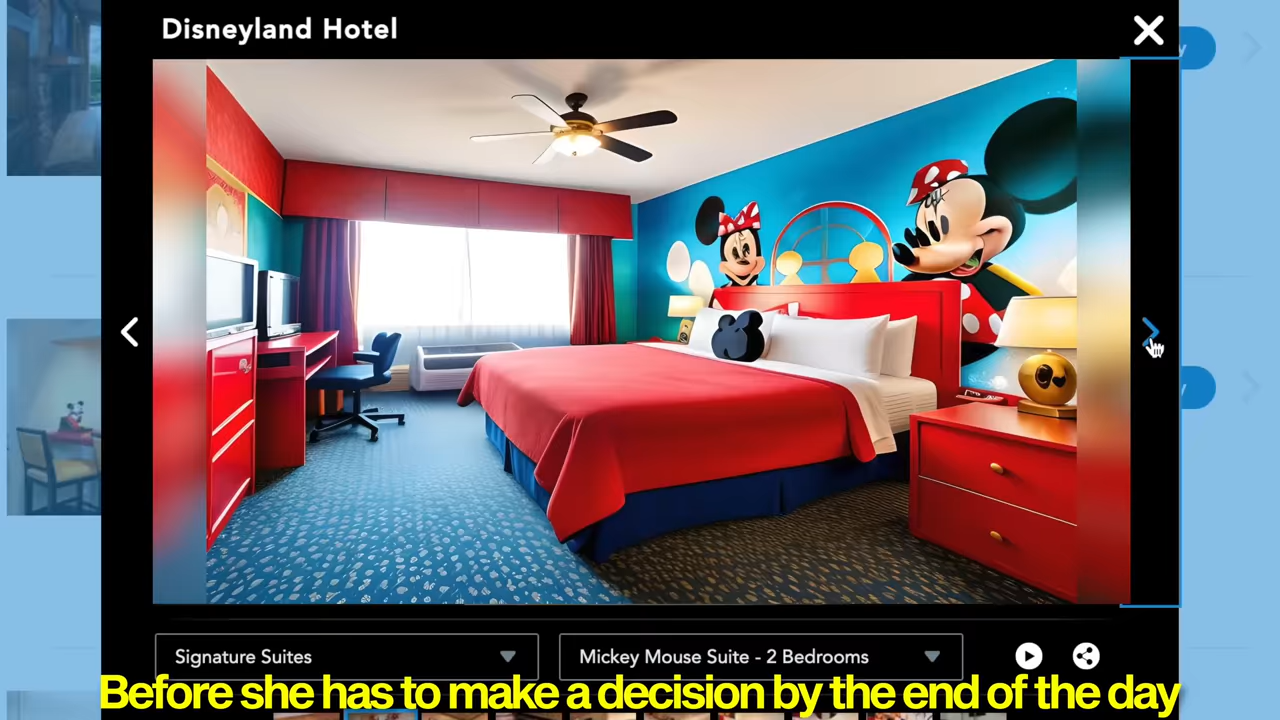 Disneyland Hotel
Signature Suites
Mickey Mouse Suite - 2 Bedrooms
Before she has to make a decision by the end of the day